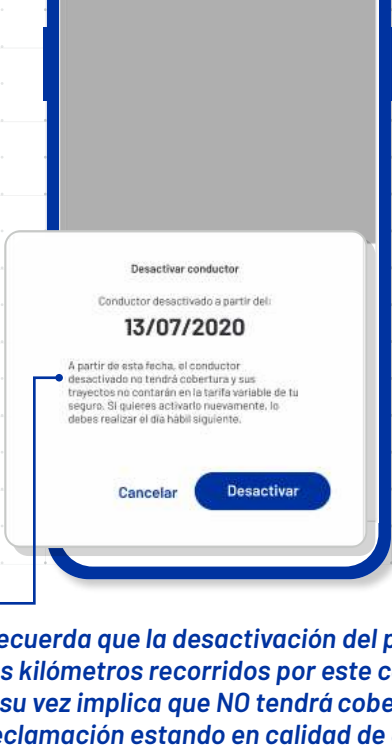 Desactivar conductor
Conductor desactivado a partir del:
13/07/2020
A partir de esta fecha, el conductor
desactivado no tendrá cobertura y sus
trayectos no contarán en la tarifa variable de tu
seguro. Si quieres activarlo nuevamente, lo
debes realizar el día hábil siguiente.
Cancelar Desactivar
ecuerda que la desactivación del p
s kilómetros recorridos por este c
su vez implica que NO tendrá cobe
eclamación estando en calidad de